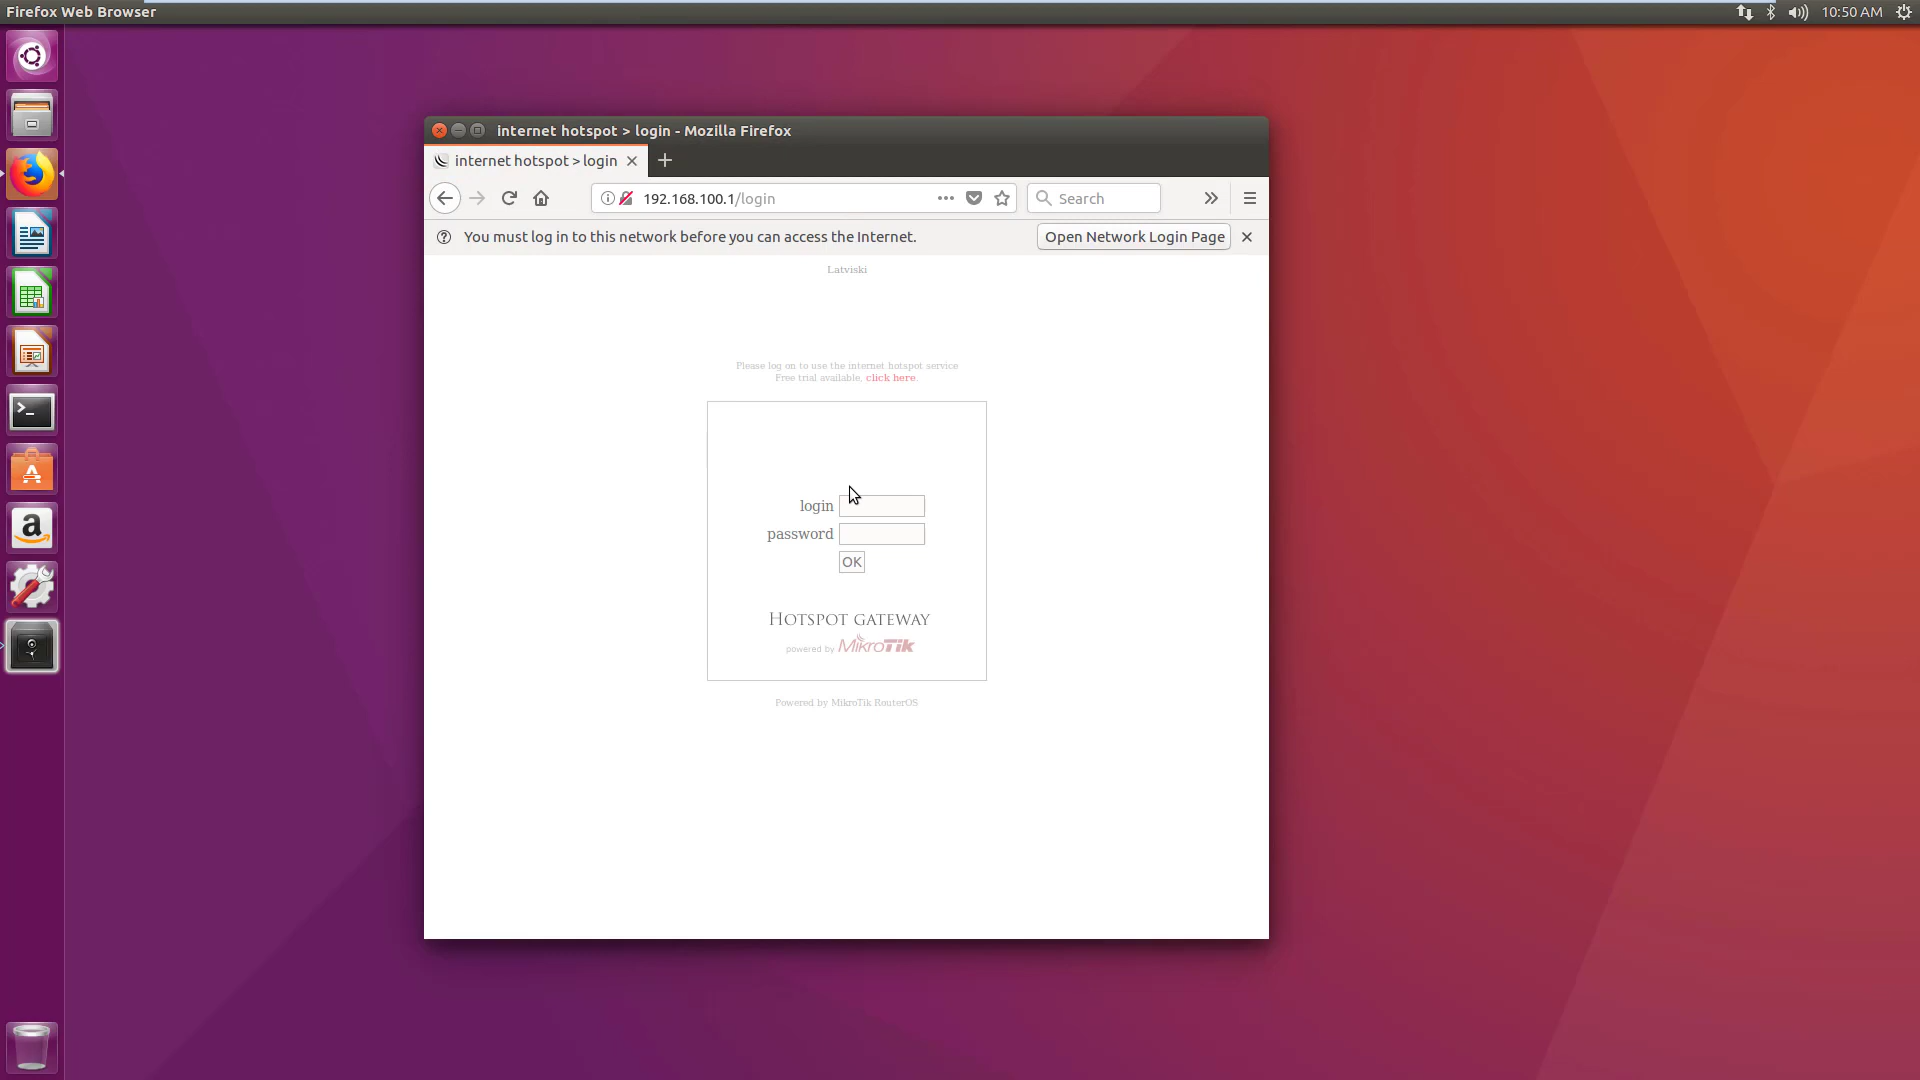 Firefox Web Browser
10:50 AM
internet hotspot > login - Mozilla Firefox
internet hotspot > login
192.168.100.1/login
Search
You must log in to this network before you can access the Internet.
Open Network Login Page
Latviski
Please log on to use the internet hotspot service
Free trial available, click here.
login
password
OK
HOTSPOT GATEWAY
powered by MikroTik
Powered by MikroTik RouterOS